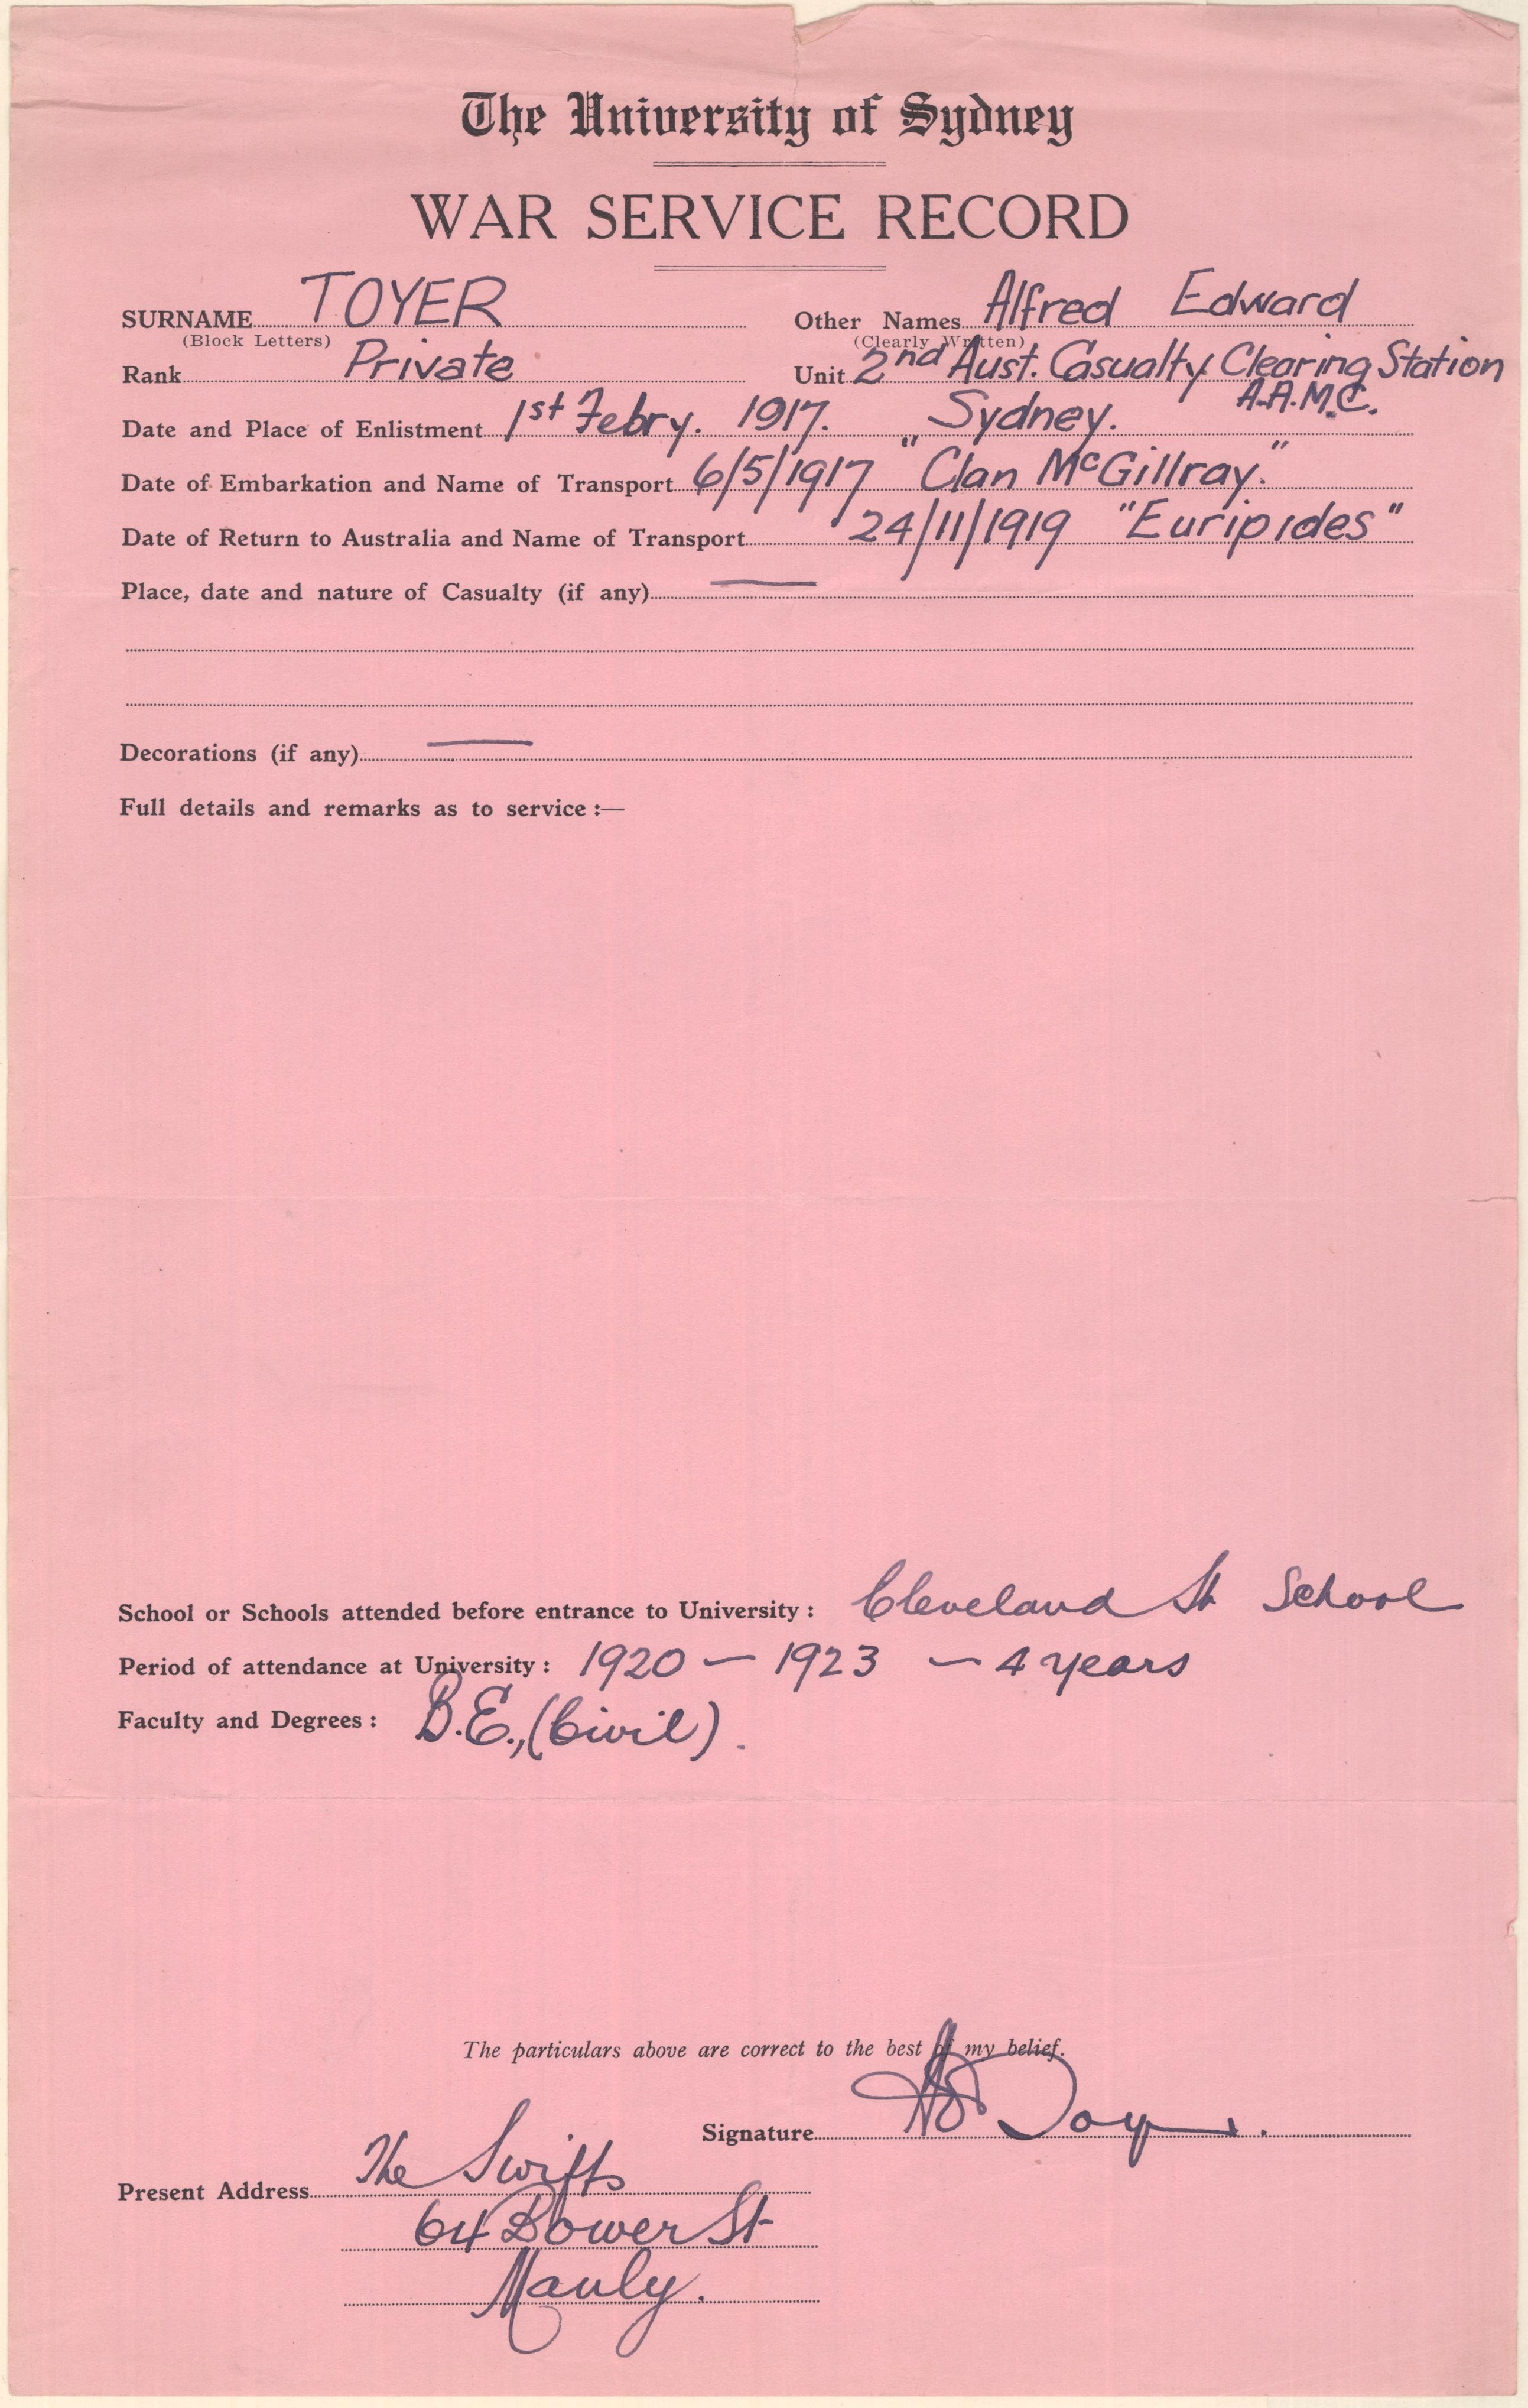 The University of Sydney
WAR SERVICE RECORD
SURNAME TOYER Other Names Alfred Edward
(Block Letters) (Clearly Written)
Rank Private Unit 2nd Aust. Casualty Clearing Station
A.A.M.C.
Date and Place of Enlistment 1st Febry. 1917. Sydney.
Date of Embarkation and Name of Transport 6/5/1917 "Clan McGillray."
Date of Return to Australia and Name of Transport 24/11/1919 "Euripides"
Place, date and nature of Casualty (if any) —
Decorations (if any) —
Full details and remarks as to service :—
School or Schools attended before entrance to University : Cleveland St School
Period of attendance at University : 1920 — 1923 — 4 years
Faculty and Degrees : B.E., (Civil).
The particulars above are correct to the best of my belief.
Signature AE Toyer.
Present Address The Swifts
64 Bower St
Manly.